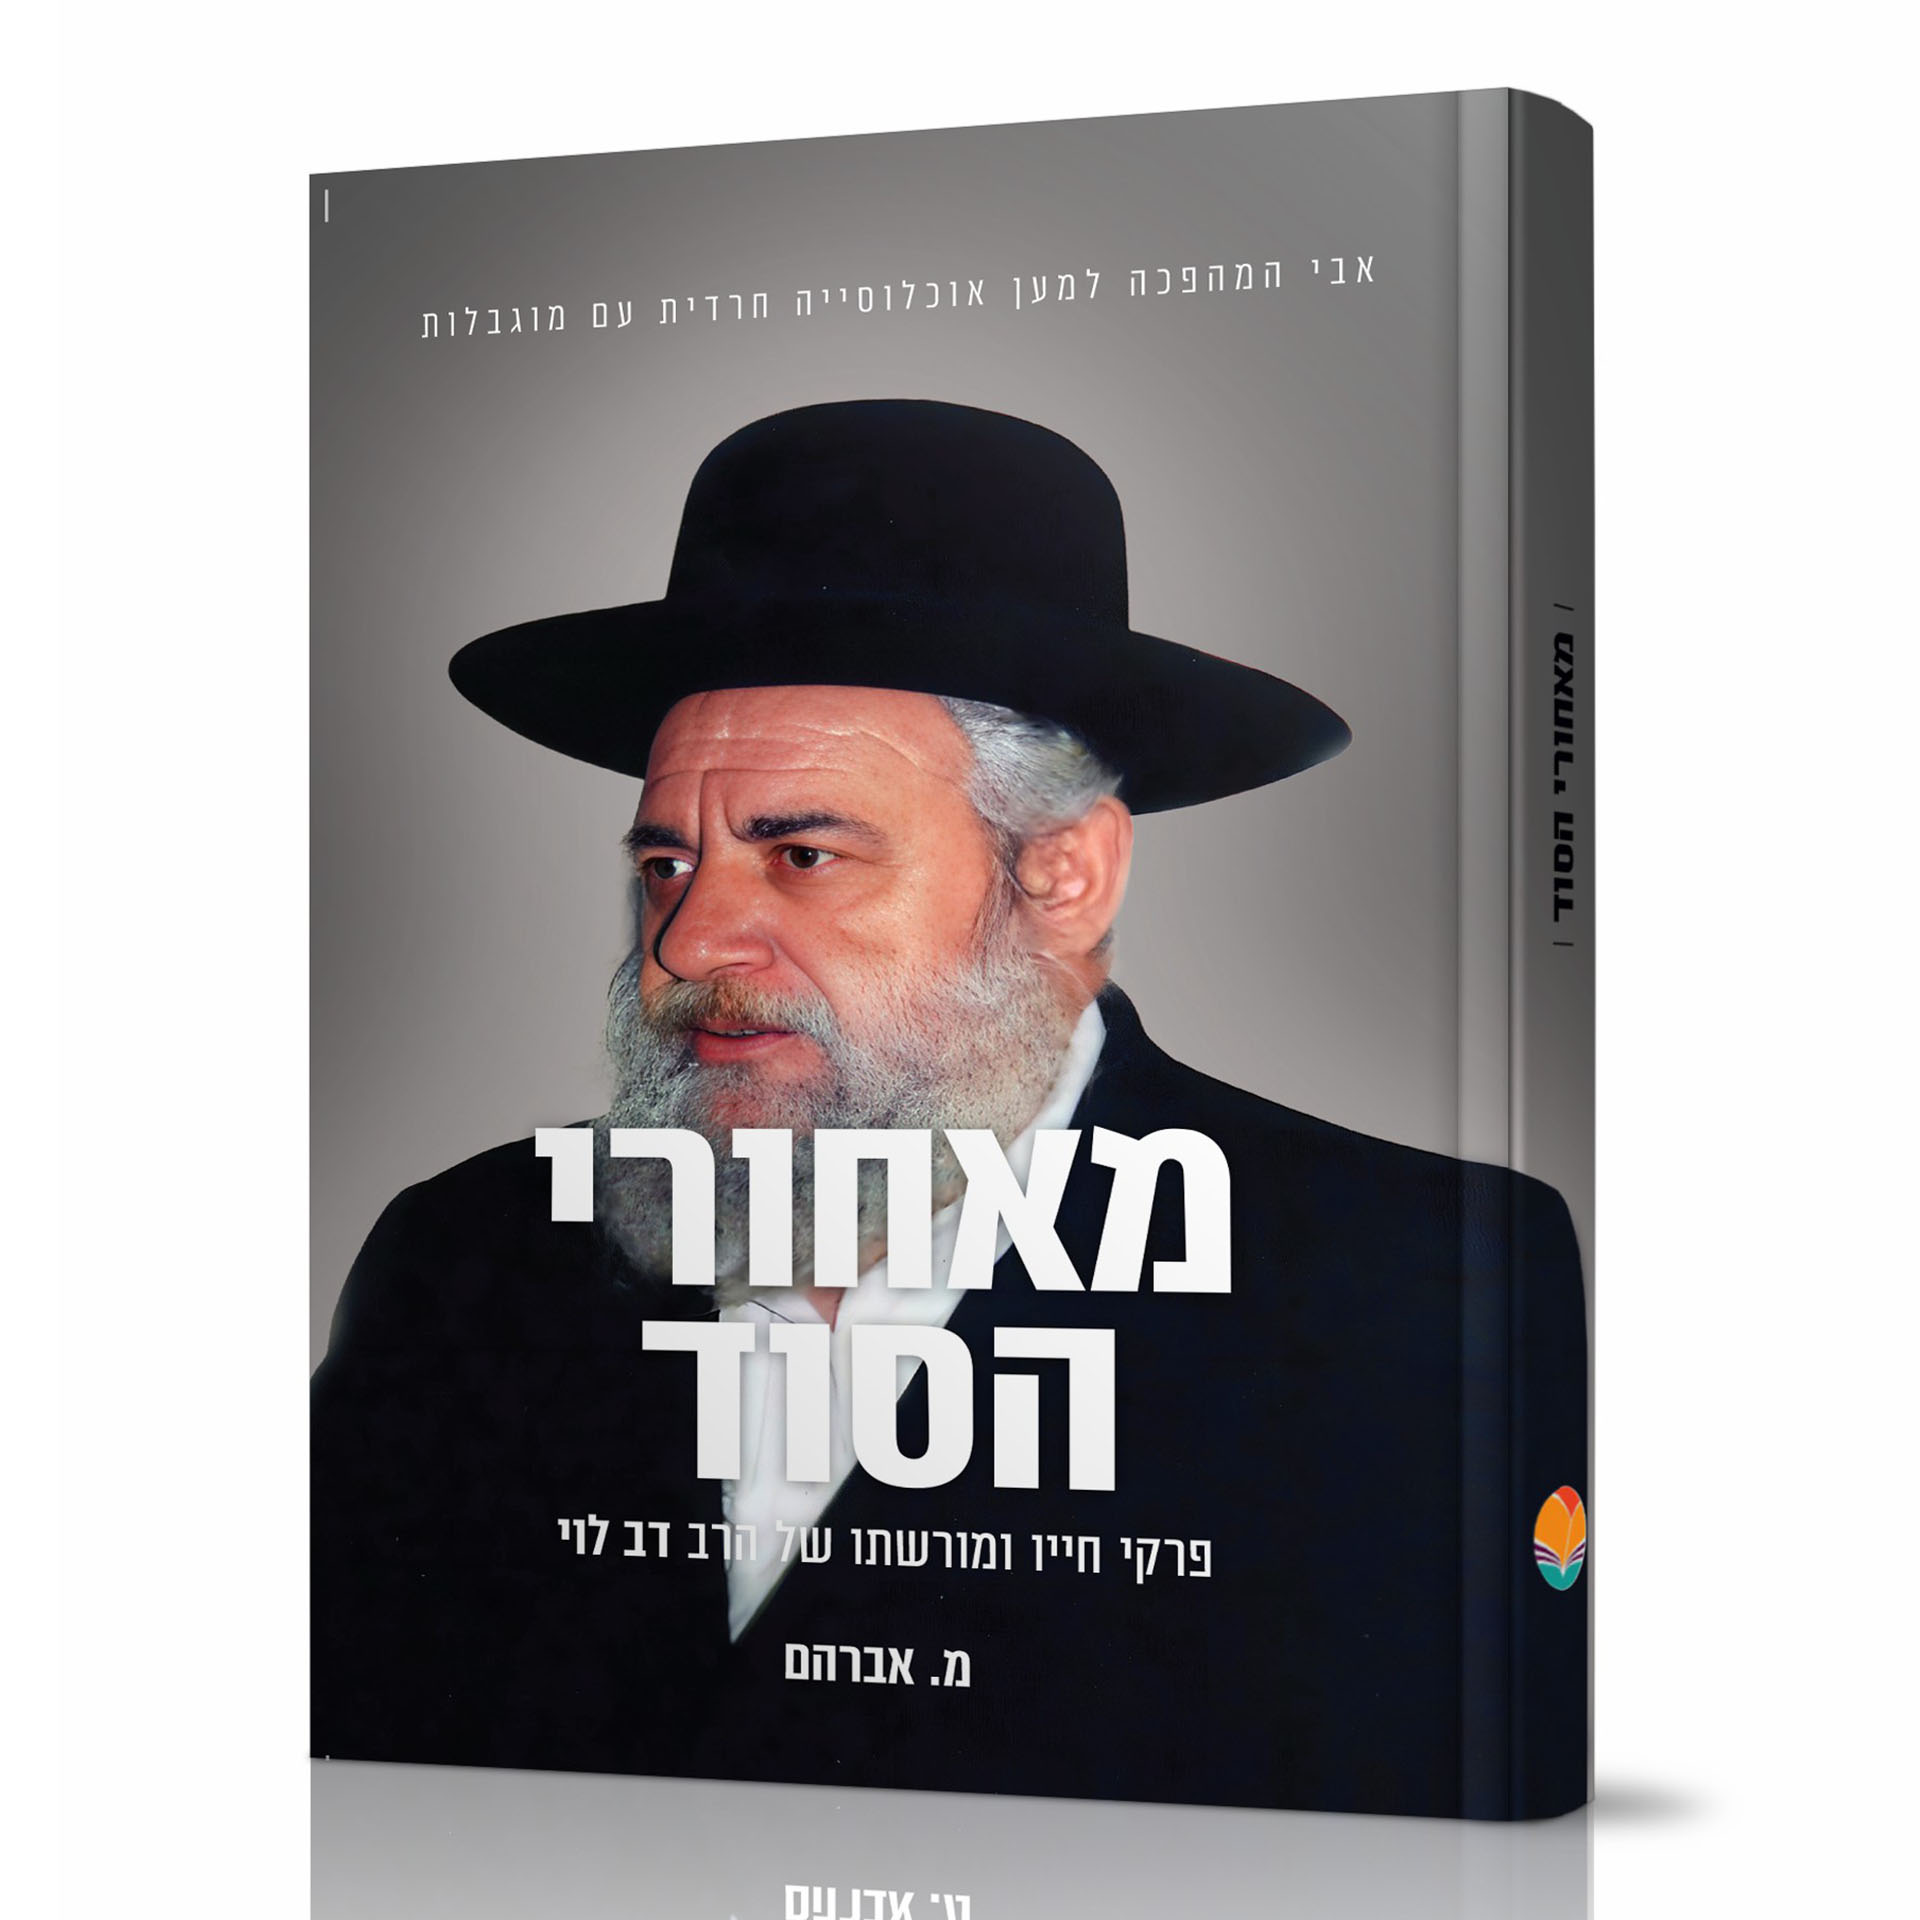 אבי המהפכה למען אוכלוסייה חרדית עם מוגבלות
מאחורי
הסוד
פרקי חייו ומורשתו של הרב דב לוי
מ. אברהם
/ מאחורי הסוד /